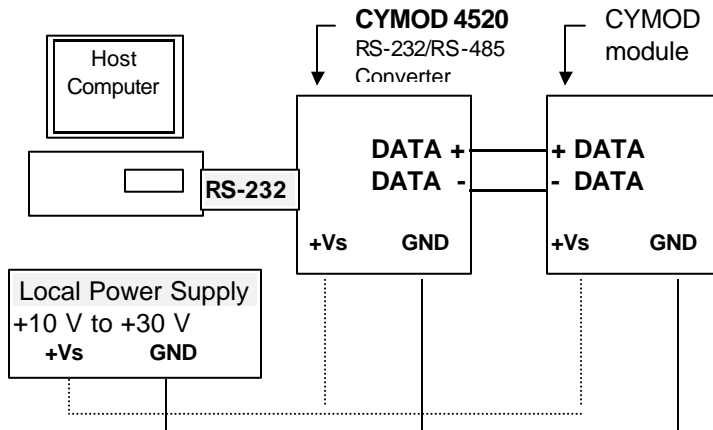 CYMOD 4520
RS-232/RS-485
Converter
CYMOD
module
Host
Computer
DATA +
DATA -
+ DATA
- DATA
RS-232
+Vs GND
+Vs GND
Local Power Supply
+10 V to +30 V
+Vs GND